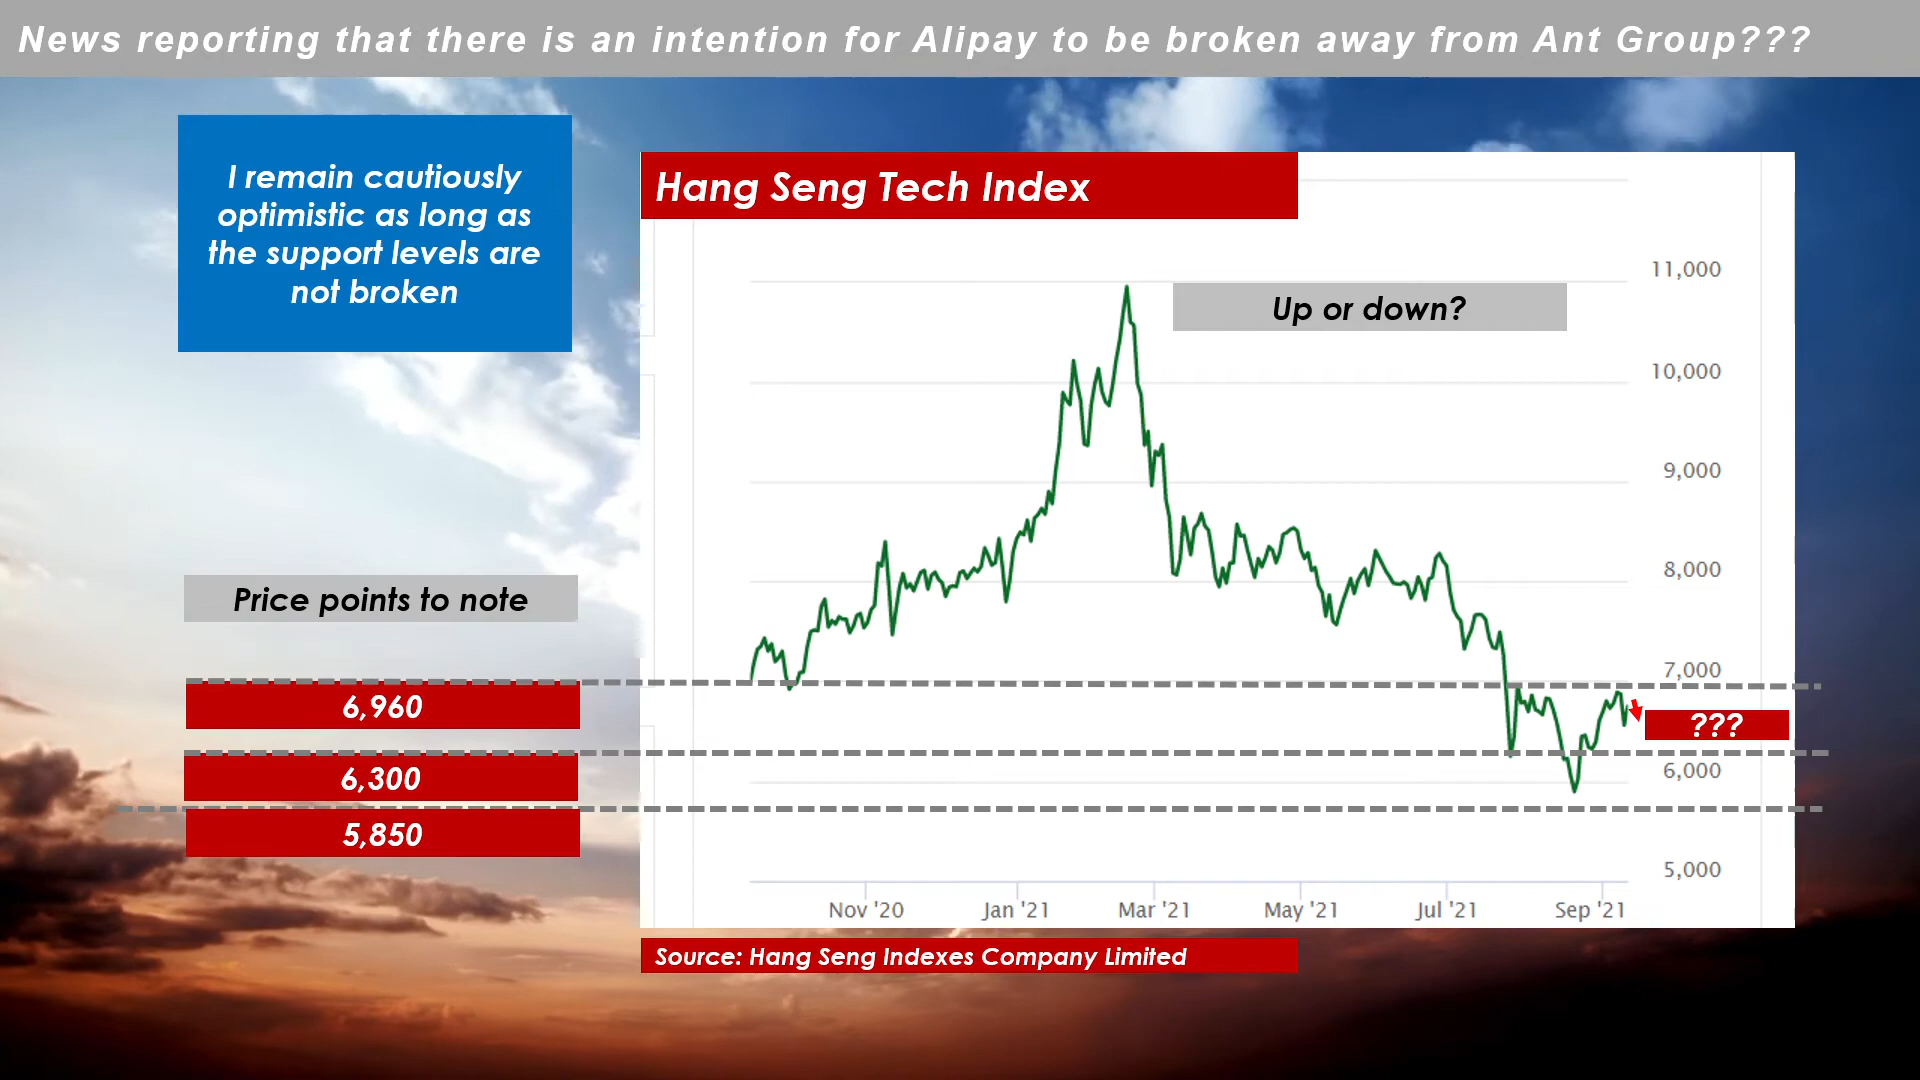 News reporting that there is an intention for Alipay to be broken away from Ant Group???
I remain cautiously
optimistic as long as
the support levels are
not broken
Hang Seng Tech Index
Up or down?
11,000
10,000
9,000
8,000
7,000
6,000
5,000
Price points to note
6,960
6,300
5,850
???
Nov '20
Jan '21
Mar '21
May '21
Jul '21
Sep '21
Source: Hang Seng Indexes Company Limited